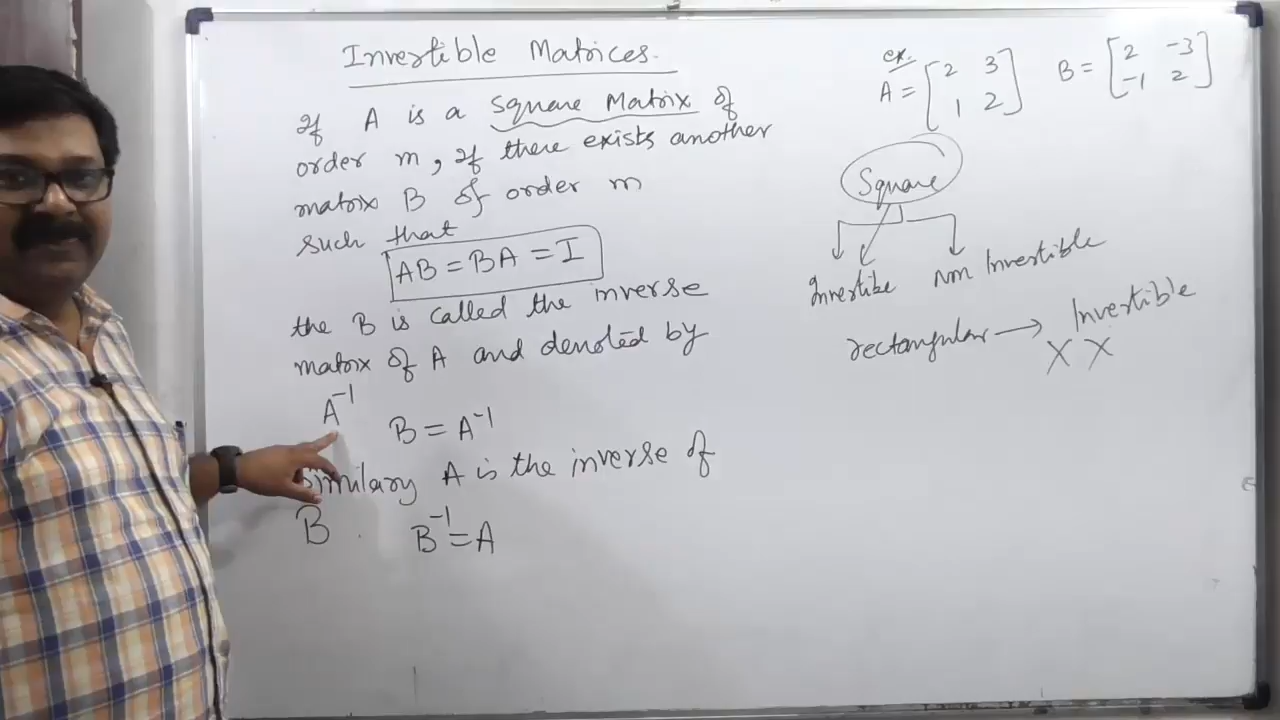 Invertible Matrices.
If A is a Square Matrix of
order m, if there exists another
matrix B of order m
such that
AB = BA = I
the B is called the inverse
matrix of A and denoted by
A⁻¹ B = A⁻¹
Similary A is the inverse of
B. B⁻¹ = A
ex.
A = [2 3
1 2]
B = [2 -3
-1 2]
Square
Invertibe non Invertible
rectangular → Invertible
X X